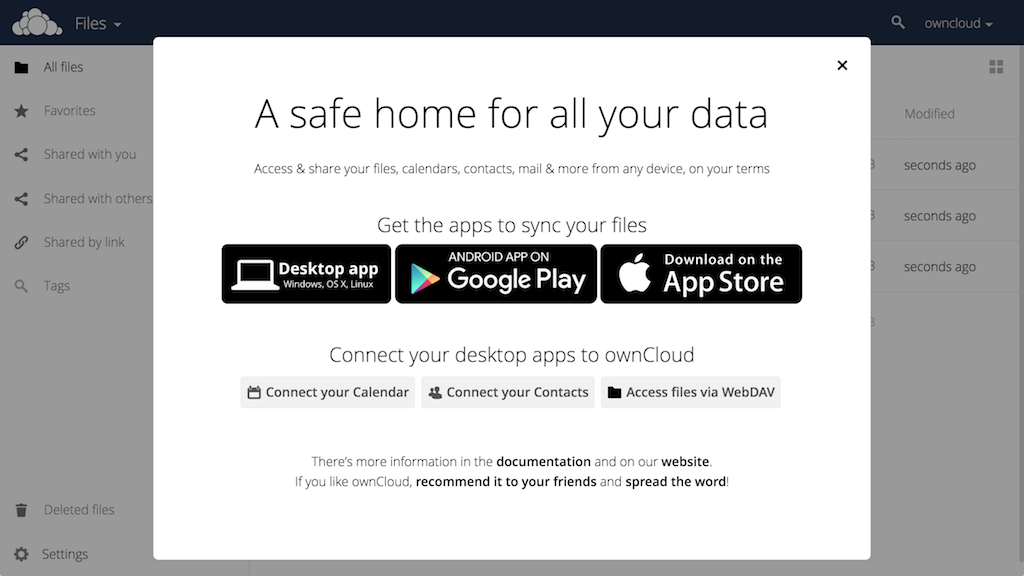 Files
owncloud
All files
Favorites
Shared with you
Shared with others
Shared by link
Tags
Deleted files
Settings
A safe home for all your data
Access & share your files, calendars, contacts, mail & more from any device, on your terms
Get the apps to sync your files
Desktop app
Windows, OS X, Linux
ANDROID APP ON
Google Play
Download on the
App Store
Connect your desktop apps to ownCloud
Connect your Calendar
Connect your Contacts
Access files via WebDAV
There's more information in the documentation and on our website.
If you like ownCloud, recommend it to your friends and spread the word!
Modified
seconds ago
seconds ago
seconds ago